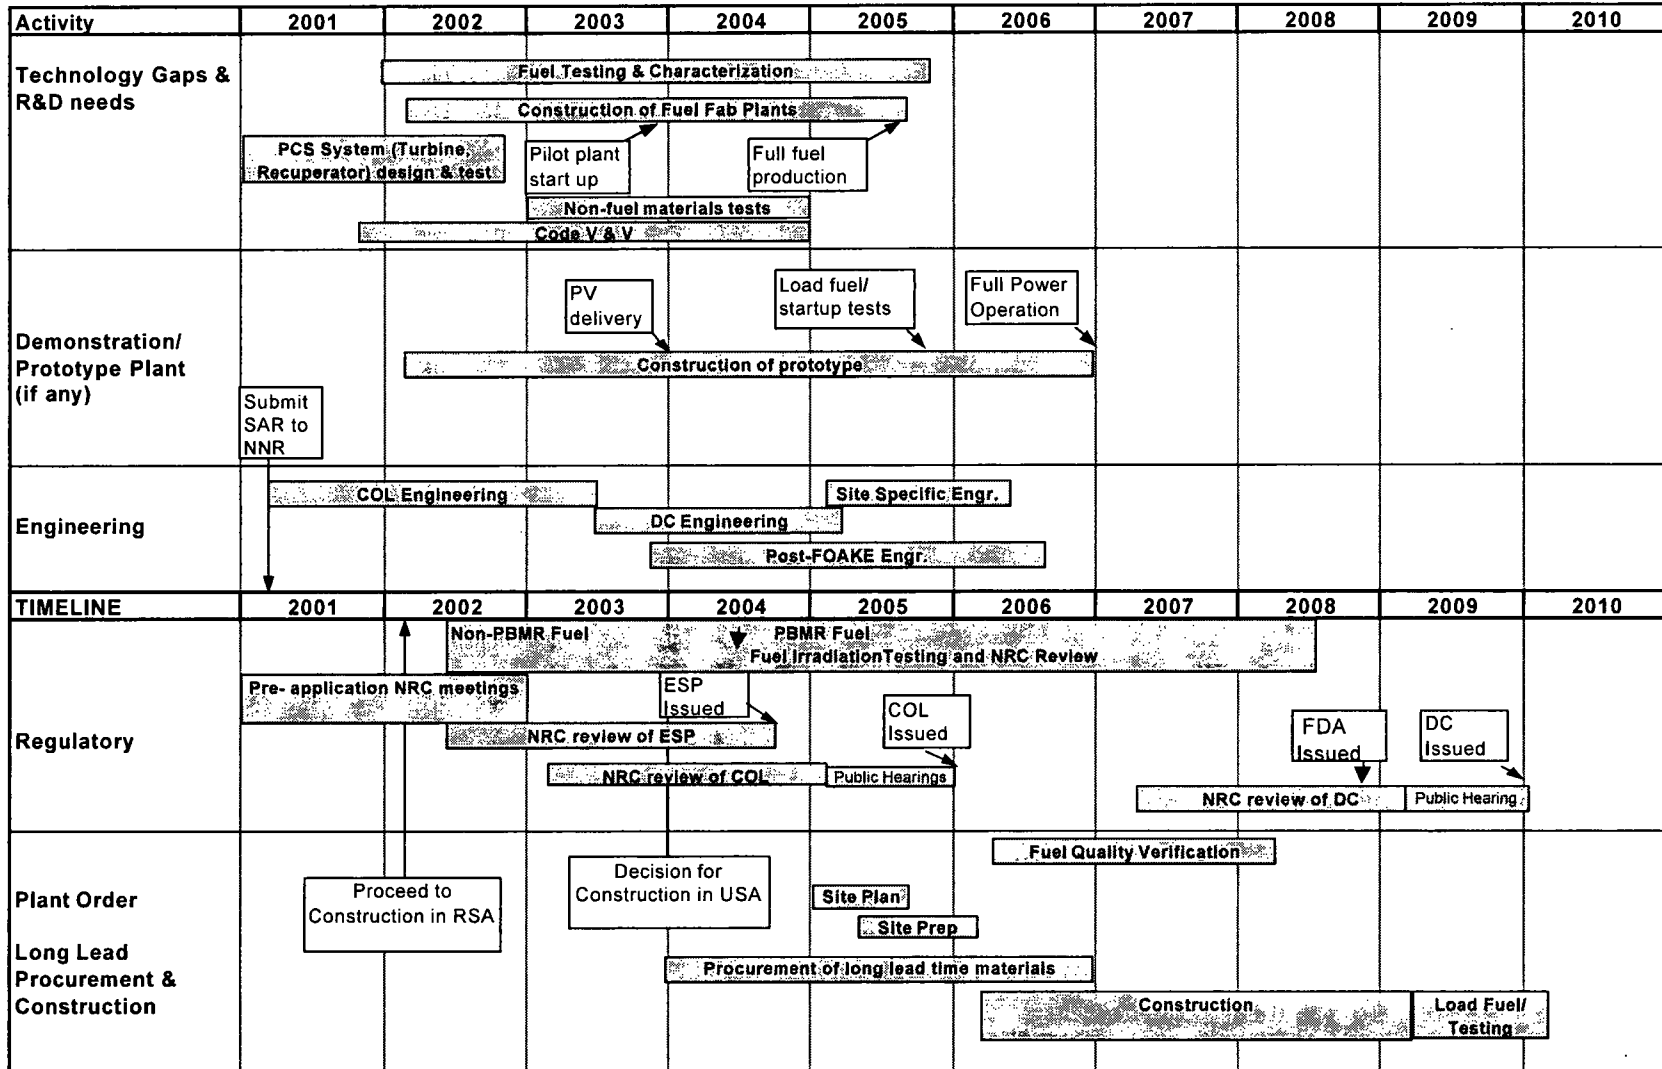 Activity 2001 2002 2003 2004 2005 2006 2007 2008 2009 2010
Technology Gaps &
R&D needs
Fuel Testing & Characterization
Construction of Fuel Fab Plants
PCS System (Turbine,
Recuperator) design & test
Pilot plant
start up
Full fuel
production
Non-fuel materials tests
Code V & V
Demonstration/
Prototype Plant
(if any)
PV
delivery
Load fuel/
startup tests
Full Power
Operation
Construction of prototype
Submit
SAR to
NNR
Engineering
COL Engineering
Site Specific Engr.
DC Engineering
Post-FOAKE Engr.
TIMELINE 2001 2002 2003 2004 2005 2006 2007 2008 2009 2010
Regulatory
Non-PBMR Fuel
PBMR Fuel
Fuel Irradiation Testing and NRC Review
Pre- application NRC meetings
ESP
Issued
NRC review of ESP
COL
Issued
FDA
Issued
DC
Issued
NRC review of COL
Public Hearings
NRC review of DC
Public Hearing
Plant Order
Long Lead
Procurement &
Construction
Fuel Quality Verification
Proceed to
Construction in RSA
Decision for
Construction in USA
Site Plan
Site Prep
Procurement of long lead time materials
Construction
Load Fuel/
Testing